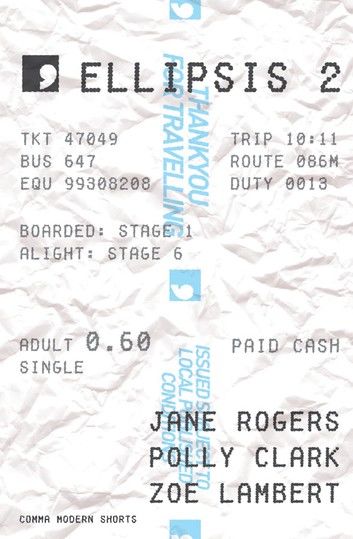 ELLIPSIS 2
TKT 47049 TRIP 10:11
BUS 647 ROUTE 086M
EQU 99308208 DUTY 0013
THANKYOU
FOR TRAVELLING
BOARDED: STAGE 1
ALIGHT: STAGE 6
ADULT 0.60 PAID CASH
SINGLE
ISSUED SUBJECT TO
JANE ROGERS
POLLY CLARK
ZOE LAMBERT
COMMA MODERN SHORTS